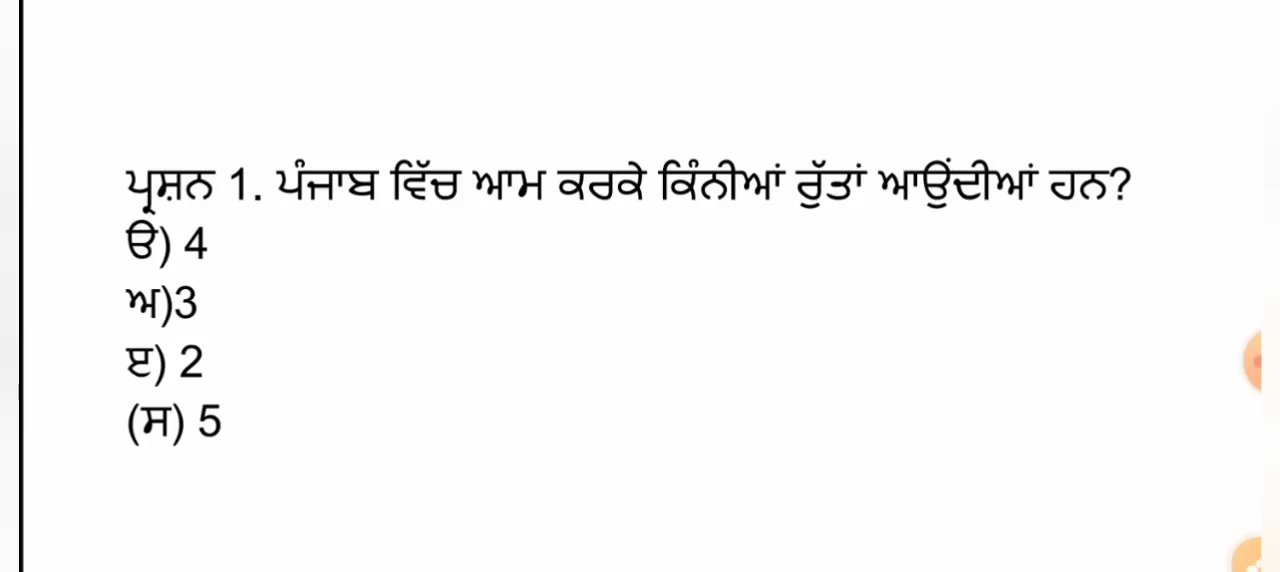 ਪ੍ਰਸ਼ਨ 1. ਪੰਜਾਬ ਵਿੱਚ ਆਮ ਕਰਕੇ ਕਿੰਨੀਆਂ ਰੁੱਤਾਂ ਆਉਂਦੀਆਂ ਹਨ?
ੳ) 4
ਅ)3
ੲ) 2
(ਸ) 5